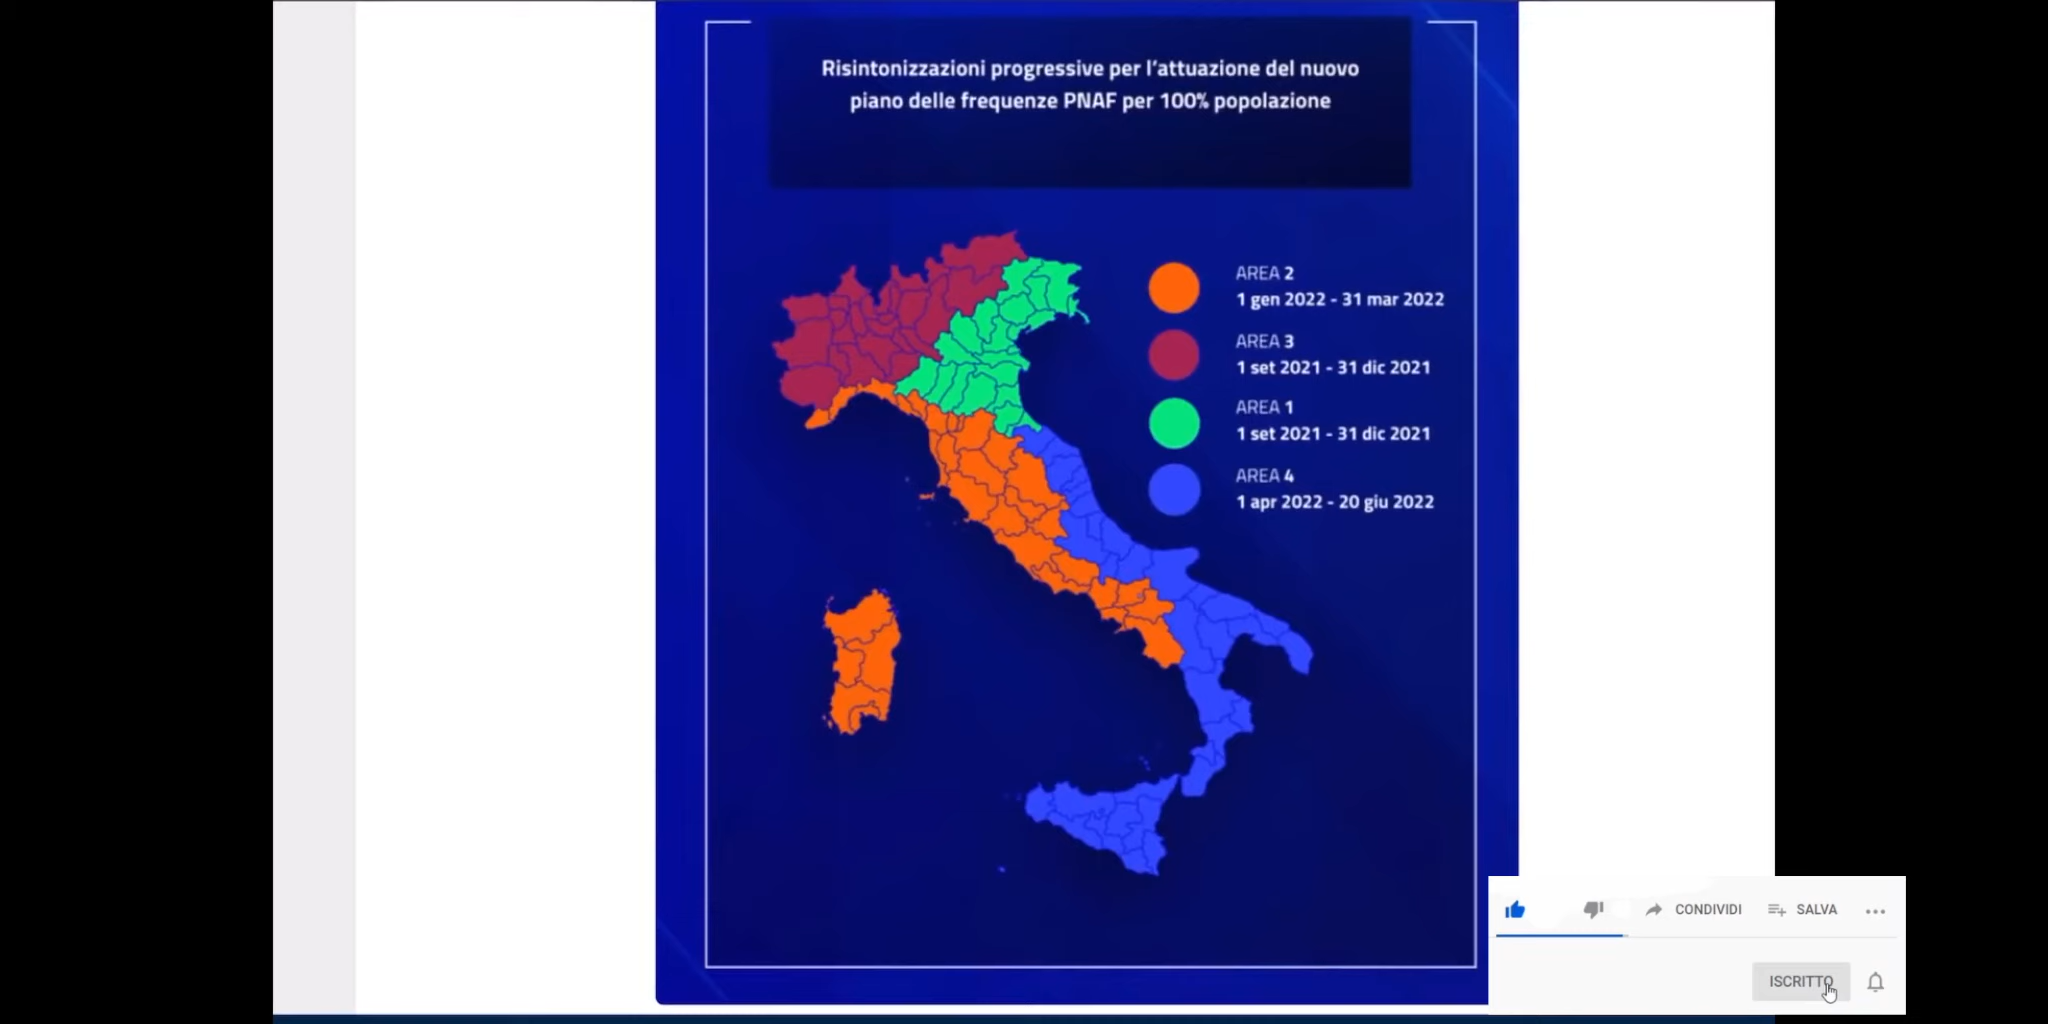 Risintonizzazioni progressive per l'attuazione del nuovo
piano delle frequenze PNAF per 100% popolazione
AREA 2
1 gen 2022 - 31 mar 2022
AREA 3
1 set 2021 - 31 dic 2021
AREA 1
1 set 2021 - 31 dic 2021
AREA 4
1 apr 2022 - 20 giu 2022
CONDIVIDI
SALVA
ISCRITTO